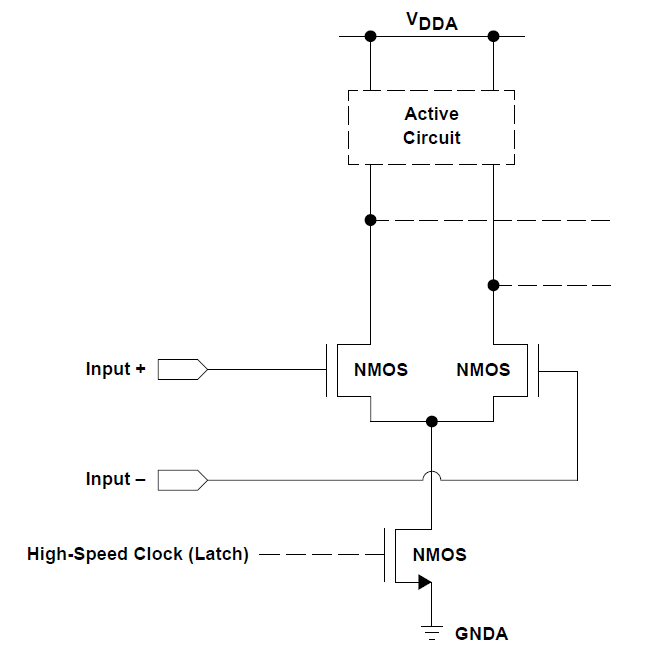 VDDA
Active
Circuit
Input +
NMOS
NMOS
Input –
High-Speed Clock (Latch)
NMOS
GNDA